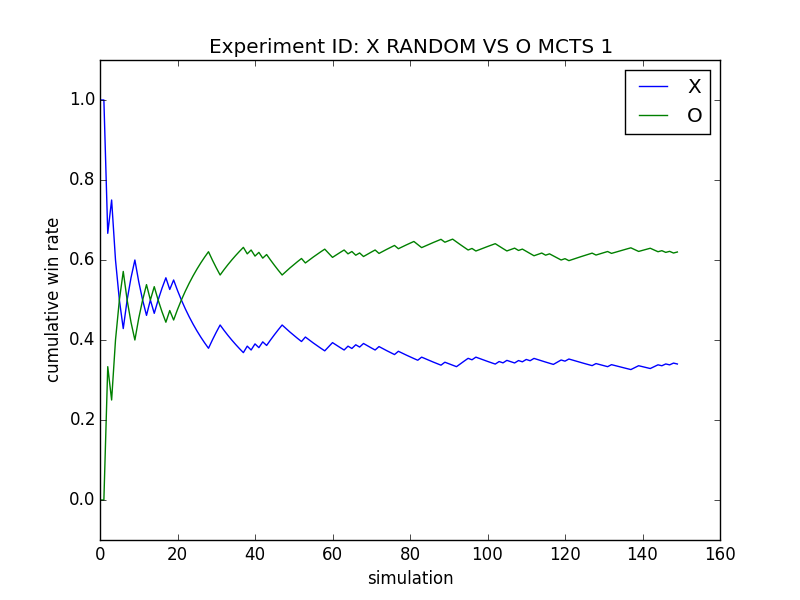 Experiment ID: X RANDOM VS O MCTS 1
X
O
cumulative win rate
1.0
0.8
0.6
0.4
0.2
0.0
0 20 40 60 80 100 120 140 160
simulation